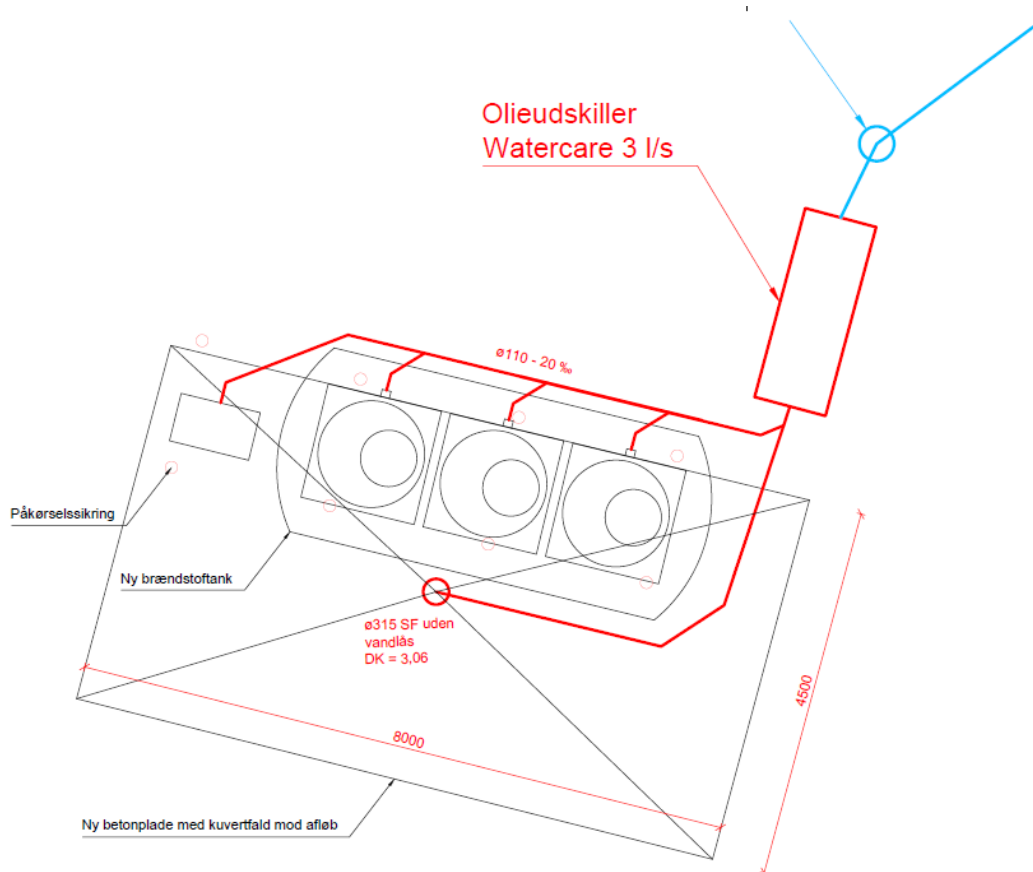 Olieudskiller
Watercare 3 l/s
ø110 - 20 ‰
Påkørselssikring
Ny brændstoftank
ø315 SF uden
vandlås
DK = 3,06
4500
8000
Ny betonplade med kuvertfald mod afløb